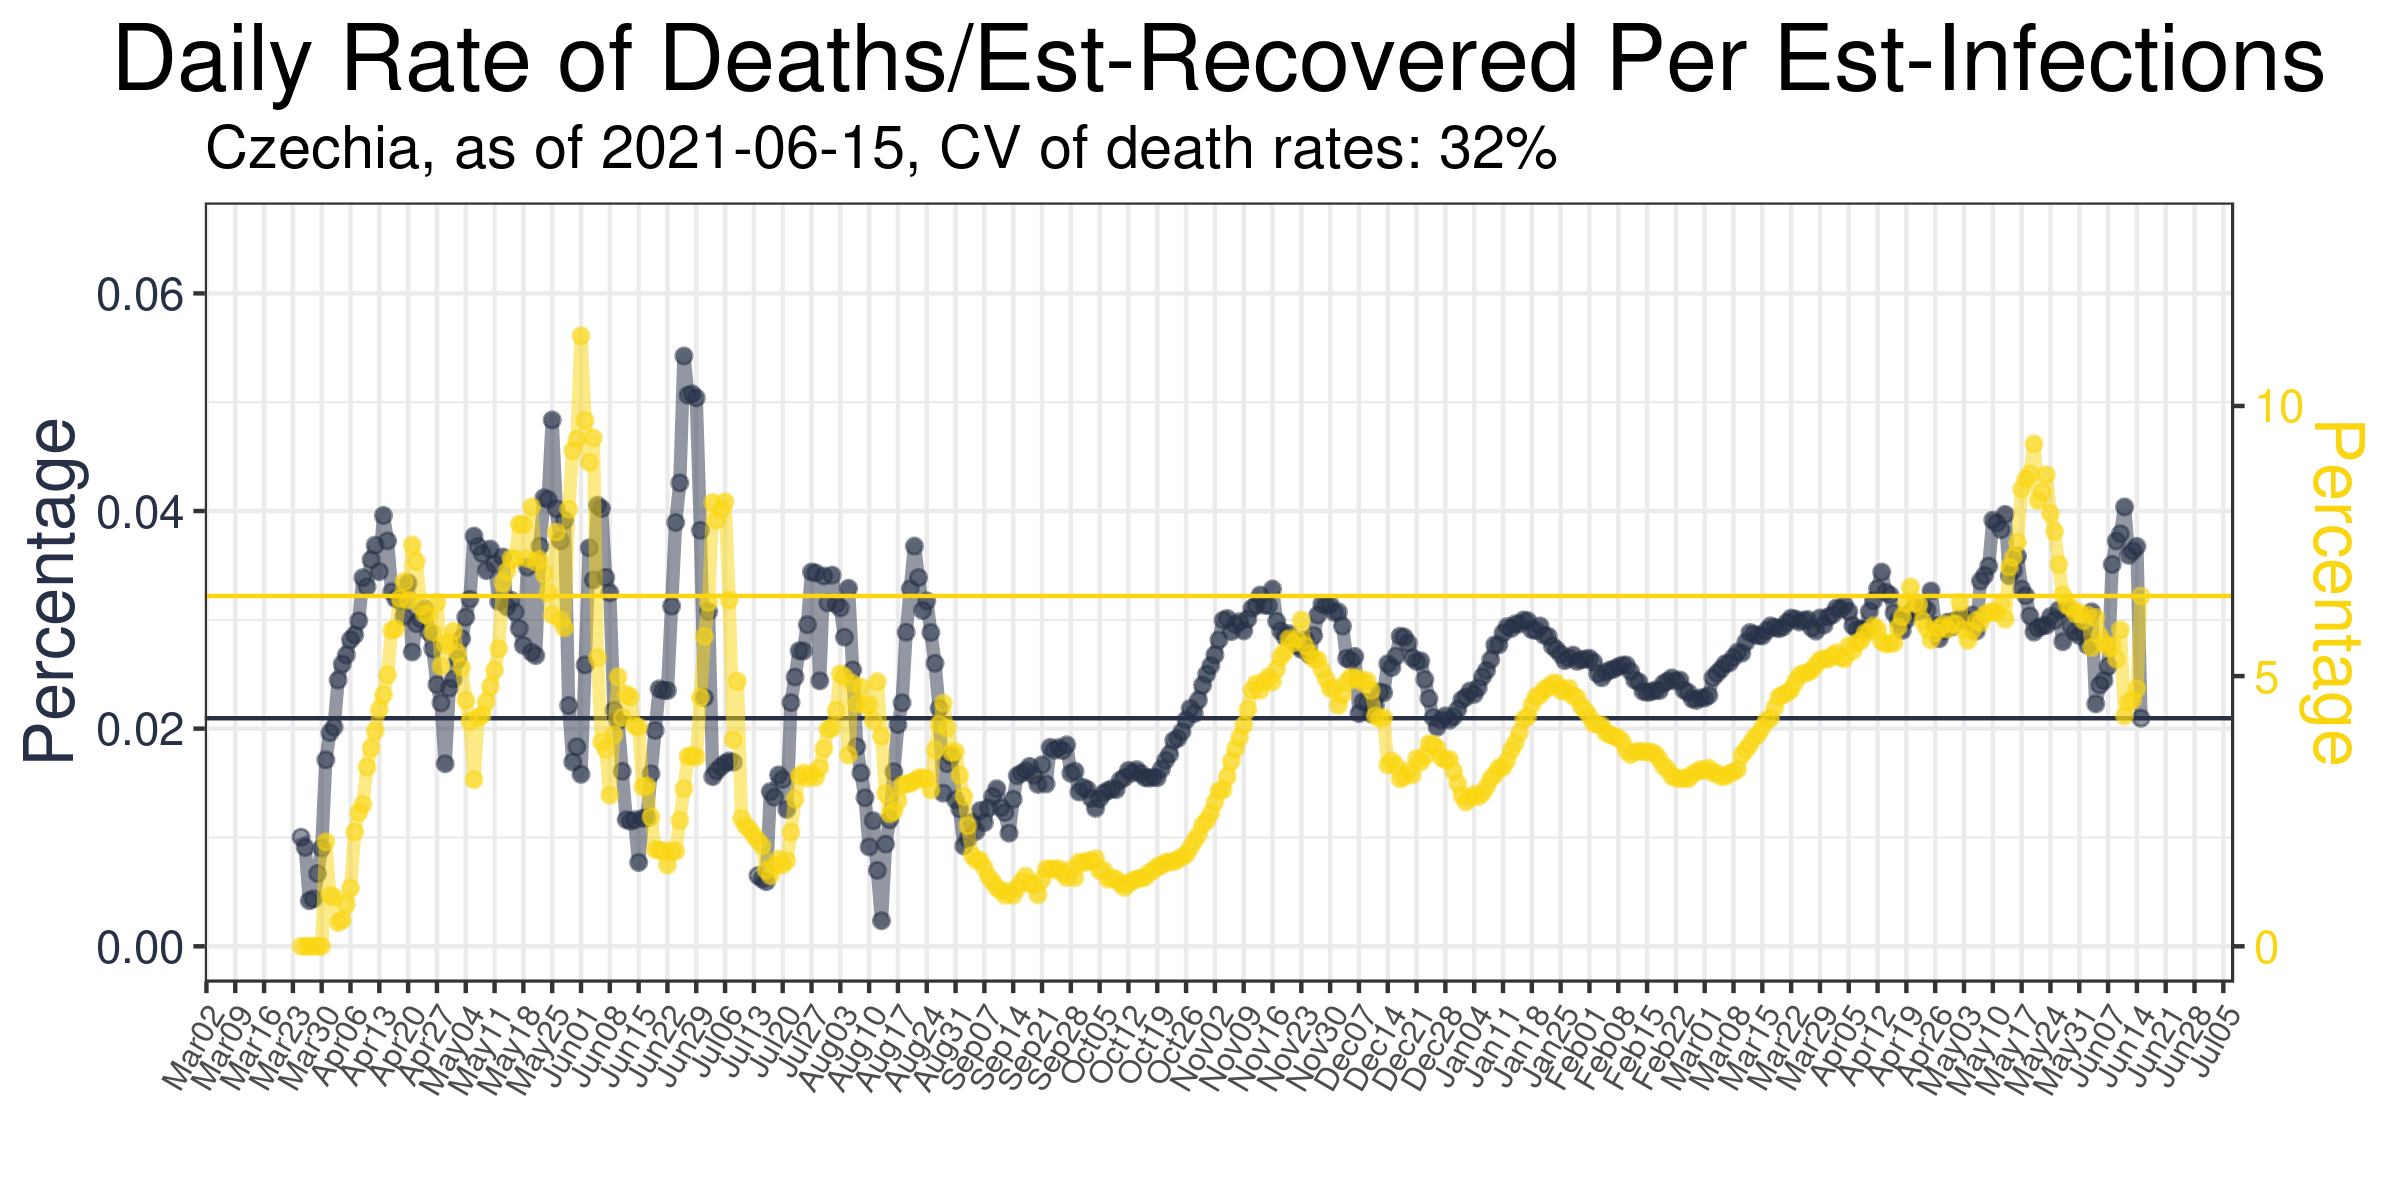 Daily Rate of Deaths/Est-Recovered Per Est-Infections
Czechia, as of 2021-06-15, CV of death rates: 32%
Percentage
0.06
0.04
0.02
0.00
10
5
0
Percentage
Mar02
Mar09
Mar16
Mar23
Mar30
Apr06
Apr13
Apr20
Apr27
May04
May11
May18
May25
Jun01
Jun08
Jun15
Jun22
Jun29
Jul06
Jul13
Jul20
Jul27
Aug03
Aug10
Aug17
Aug24
Aug31
Sep07
Sep14
Sep21
Sep28
Oct05
Oct12
Oct19
Oct26
Nov02
Nov09
Nov16
Nov23
Nov30
Dec07
Dec14
Dec21
Dec28
Jan04
Jan11
Jan18
Jan25
Feb01
Feb08
Feb15
Feb22
Mar01
Mar08
Mar15
Mar22
Mar29
Apr05
Apr12
Apr19
Apr26
May03
May10
May17
May24
May31
Jun07
Jun14
Jun21
Jun28
Jul05